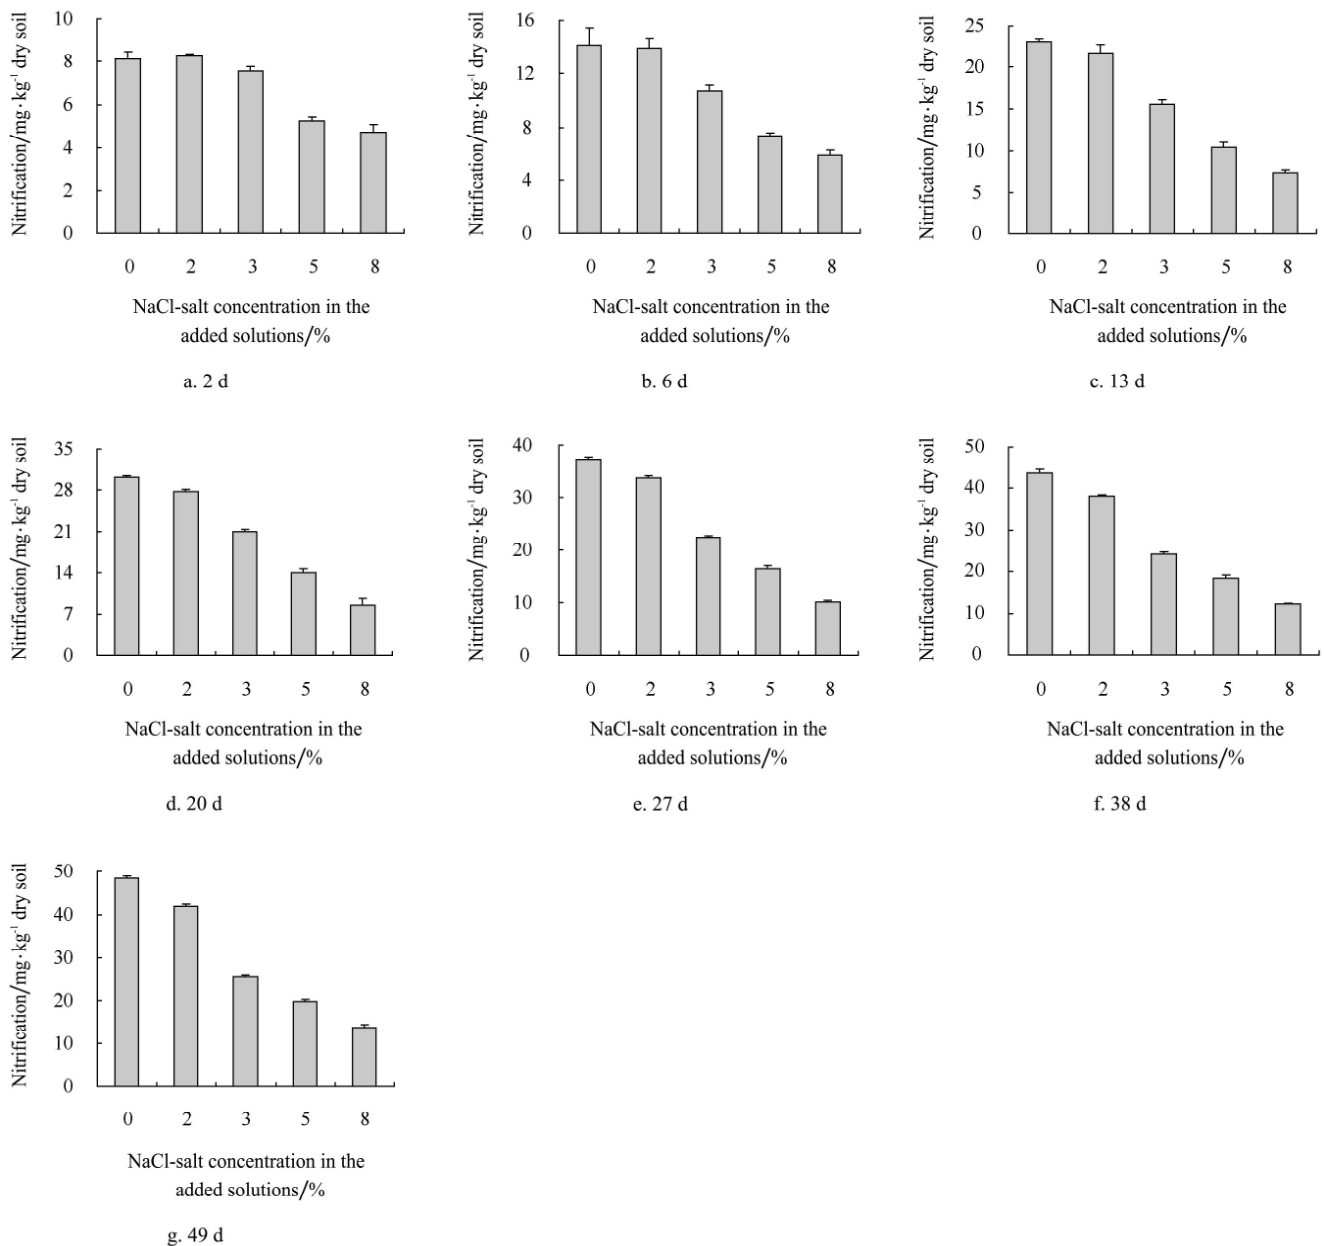 Nitrification/mg·kg⁻¹ dry soil
10
8
6
4
2
0
0 2 3 5 8
NaCl-salt concentration in the
added solutions/%
a. 2 d
Nitrification/mg·kg⁻¹ dry soil
16
12
8
4
0
0 2 3 5 8
NaCl-salt concentration in the
added solutions/%
b. 6 d
Nitrification/mg·kg⁻¹ dry soil
25
20
15
10
5
0
0 2 3 5 8
NaCl-salt concentration in the
added solutions/%
c. 13 d
Nitrification/mg·kg⁻¹ dry soil
35
28
21
14
7
0
0 2 3 5 8
NaCl-salt concentration in the
added solutions/%
d. 20 d
Nitrification/mg·kg⁻¹ dry soil
40
30
20
10
0
0 2 3 5 8
NaCl-salt concentration in the
added solutions/%
e. 27 d
Nitrification/mg·kg⁻¹ dry soil
50
40
30
20
10
0
0 2 3 5 8
NaCl-salt concentration in the
added solutions/%
f. 38 d
Nitrification/mg·kg⁻¹ dry soil
50
40
30
20
10
0
0 2 3 5 8
NaCl-salt concentration in the
added solutions/%
g. 49 d